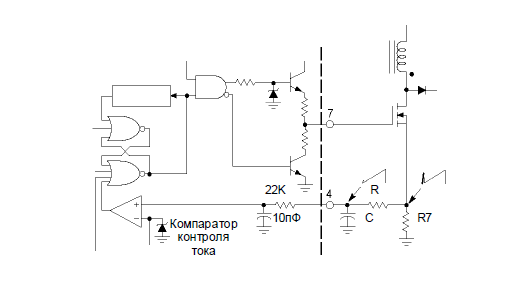 7
22K
4
R
10пФ
C
R7
+
−
Компаратор
контроля
тока